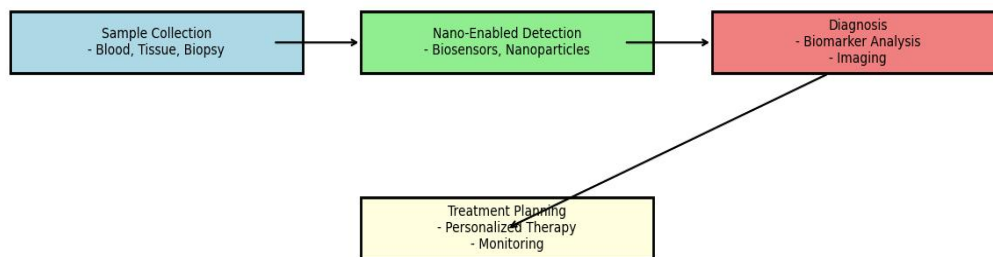 Sample Collection
- Blood, Tissue, Biopsy
Nano-Enabled Detection
- Biosensors, Nanoparticles
Diagnosis
- Biomarker Analysis
- Imaging
Treatment Planning
- Personalized Therapy
- Monitoring